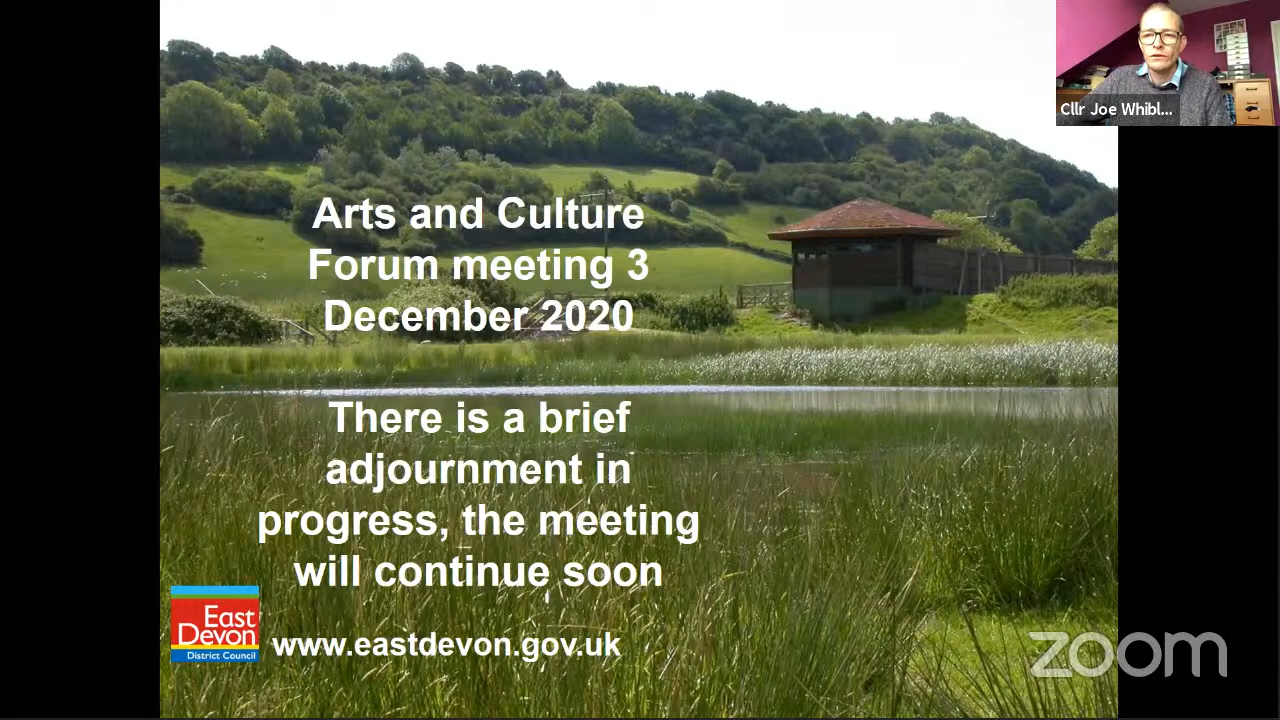 Cllr Joe Whibl...
Arts and Culture
Forum meeting 3
December 2020
There is a brief
adjournment in
progress, the meeting
will continue soon
East
Devon
District Council
www.eastdevon.gov.uk
zoom